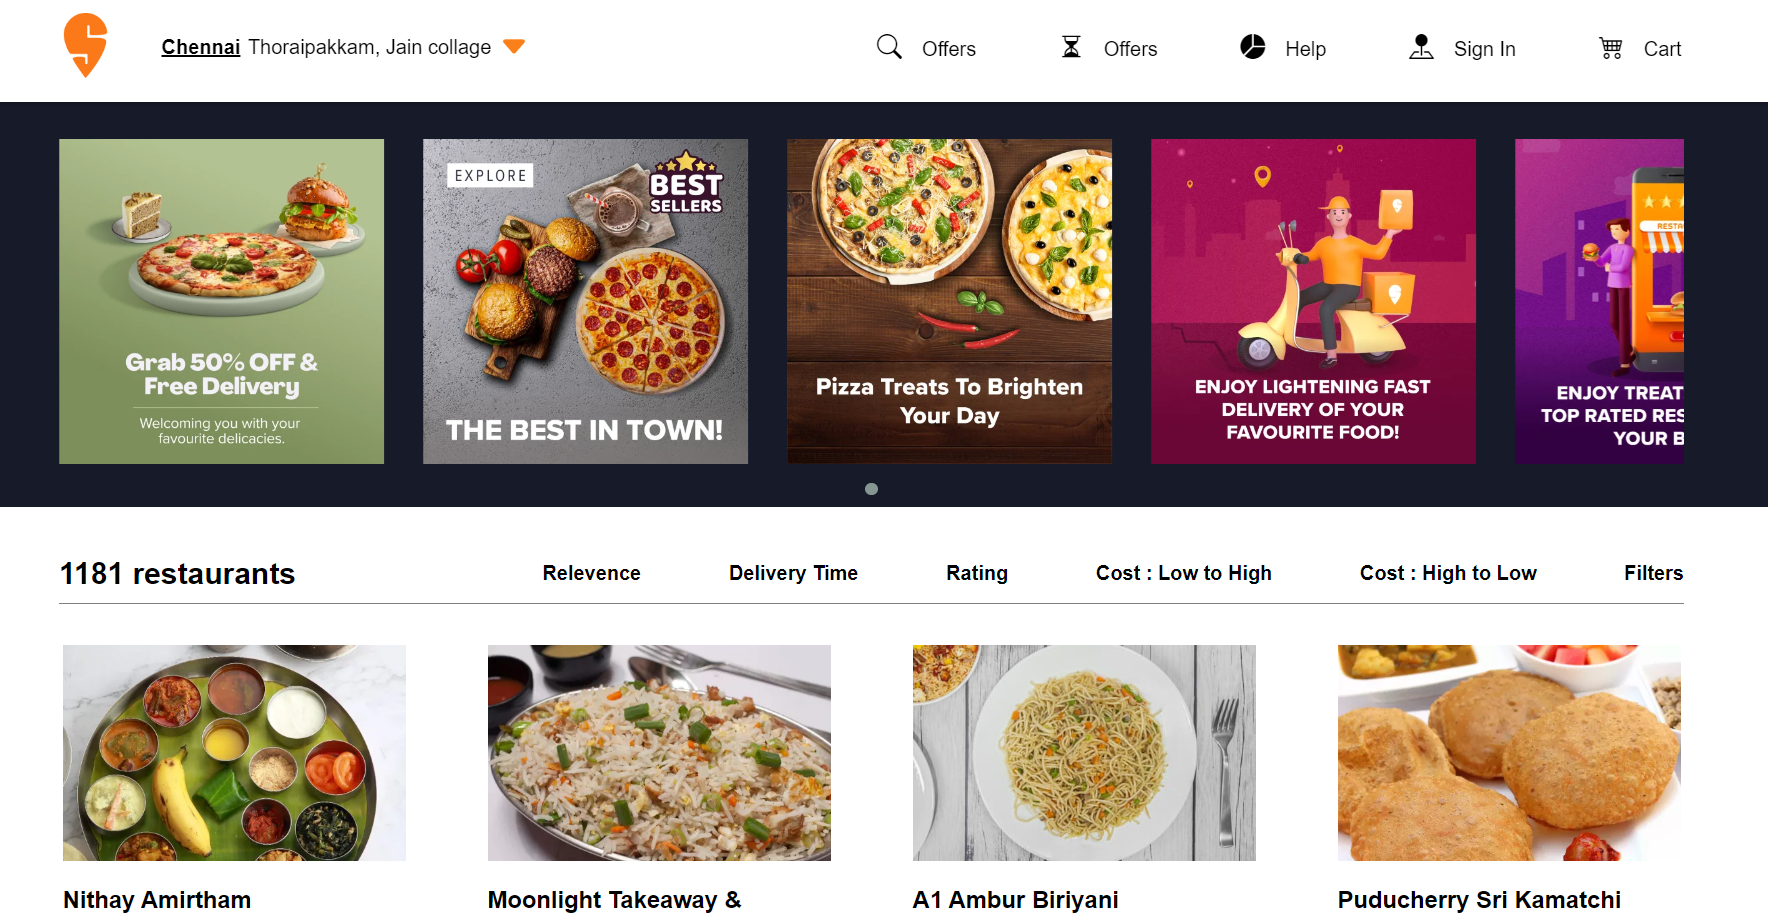 Chennai Thoraipakkam, Jain collage
Offers
Offers
Help
Sign In
Cart
Grab 50% OFF &
Free Delivery
Welcoming you with your
favourite delicacies.
EXPLORE
BEST
SELLERS
THE BEST IN TOWN!
Pizza Treats To Brighten
Your Day
ENJOY LIGHTENING FAST
DELIVERY OF YOUR
FAVOURITE FOOD!
ENJOY TREAT
TOP RATED RES
YOUR B
1181 restaurants
Relevence
Delivery Time
Rating
Cost : Low to High
Cost : High to Low
Filters
Nithay Amirtham
Moonlight Takeaway &
A1 Ambur Biriyani
Puducherry Sri Kamatchi